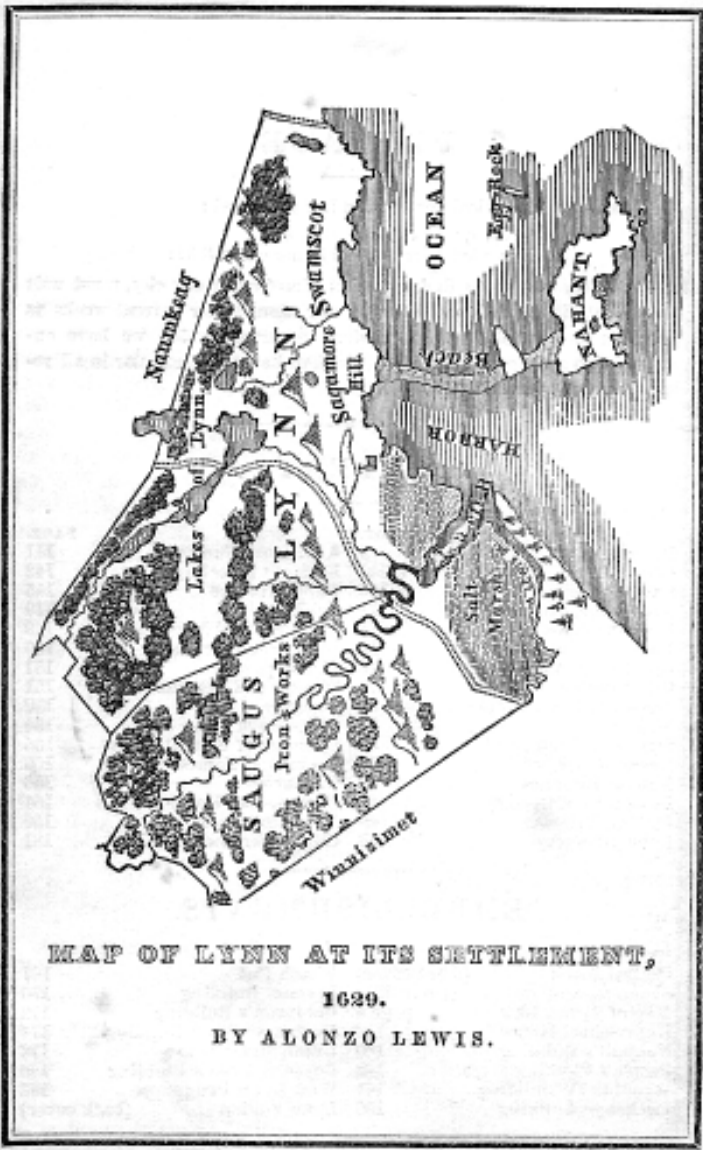 Naumkeag
Lakes of Lynn
Swamscot
OCEAN
Egg Rock
LYNN
Sagamore
Hill
Beach
NAHANT
HARBOR
SAUGUS
Iron Works
Salt
Marsh
Winnizimet
MAP OF LYNN AT ITS SETTLEMENT,
1629.
BY ALONZO LEWIS.